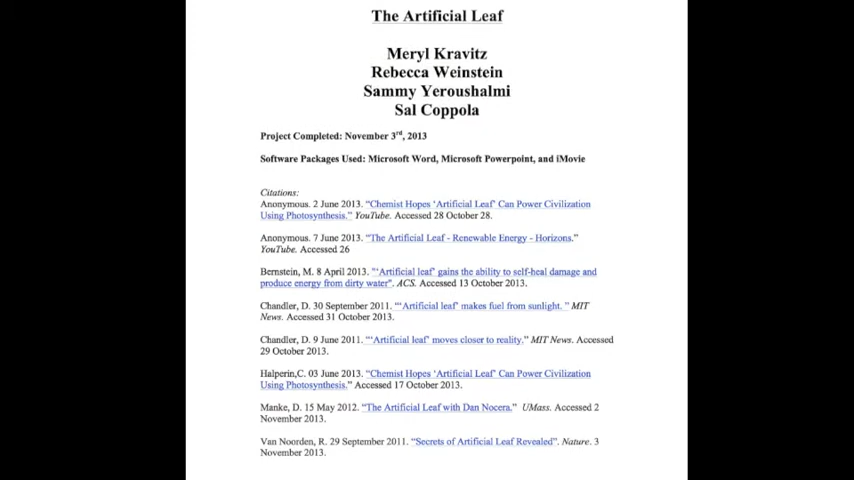 The Artificial Leaf
Meryl Kravitz
Rebecca Weinstein
Sammy Yeroushalmi
Sal Coppola
Project Completed: November 3rd, 2013
Software Packages Used: Microsoft Word, Microsoft Powerpoint, and iMovie
Citations:
Anonymous. 2 June 2013. “Chemist Hopes ‘Artificial Leaf’ Can Power Civilization
Using Photosynthesis.” YouTube. Accessed 28 October 28.
Anonymous. 7 June 2013. “The Artificial Leaf - Renewable Energy - Horizons.”
YouTube. Accessed 26
Bernstein, M. 8 April 2013. "‘Artificial leaf’ gains the ability to self-heal damage and
produce energy from dirty water". ACS. Accessed 13 October 2013.
Chandler, D. 30 September 2011. “‘Artificial leaf’ makes fuel from sunlight. ” MIT
News. Accessed 31 October 2013.
Chandler, D. 9 June 2011. “‘Artificial leaf’ moves closer to reality.” MIT News. Accessed
29 October 2013.
Halperin,C. 03 June 2013. “Chemist Hopes ‘Artificial Leaf’ Can Power Civilization
Using Photosynthesis.” Accessed 17 October 2013.
Manke, D. 15 May 2012. “The Artificial Leaf with Dan Nocera.” UMass. Accessed 2
November 2013.
Van Noorden, R. 29 September 2011. “Secrets of Artificial Leaf Revealed”. Nature. 3
November 2013.